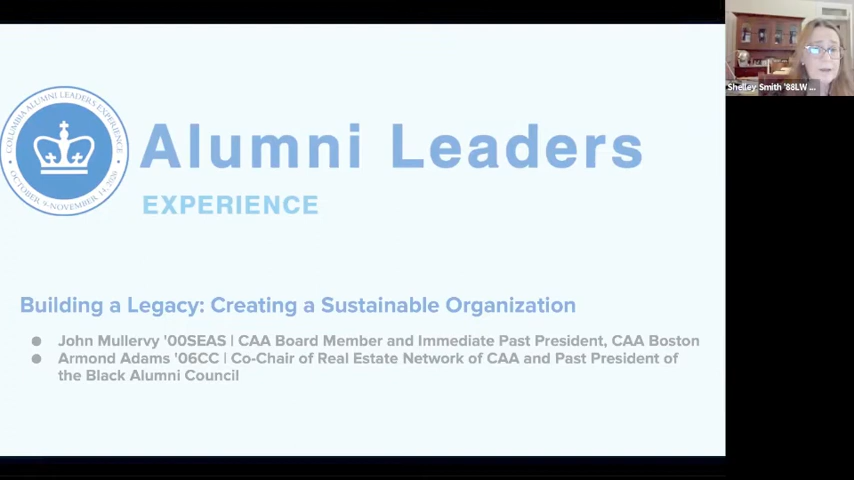 COLUMBIA ALUMNI LEADERS EXPERIENCE
OCTOBER 9-NOVEMBER 14, 2020
Alumni Leaders
EXPERIENCE
Building a Legacy: Creating a Sustainable Organization
● John Mullervy '00SEAS | CAA Board Member and Immediate Past President, CAA Boston
● Armond Adams '06CC | Co-Chair of Real Estate Network of CAA and Past President of
the Black Alumni Council
Shelley Smith '88LW ...